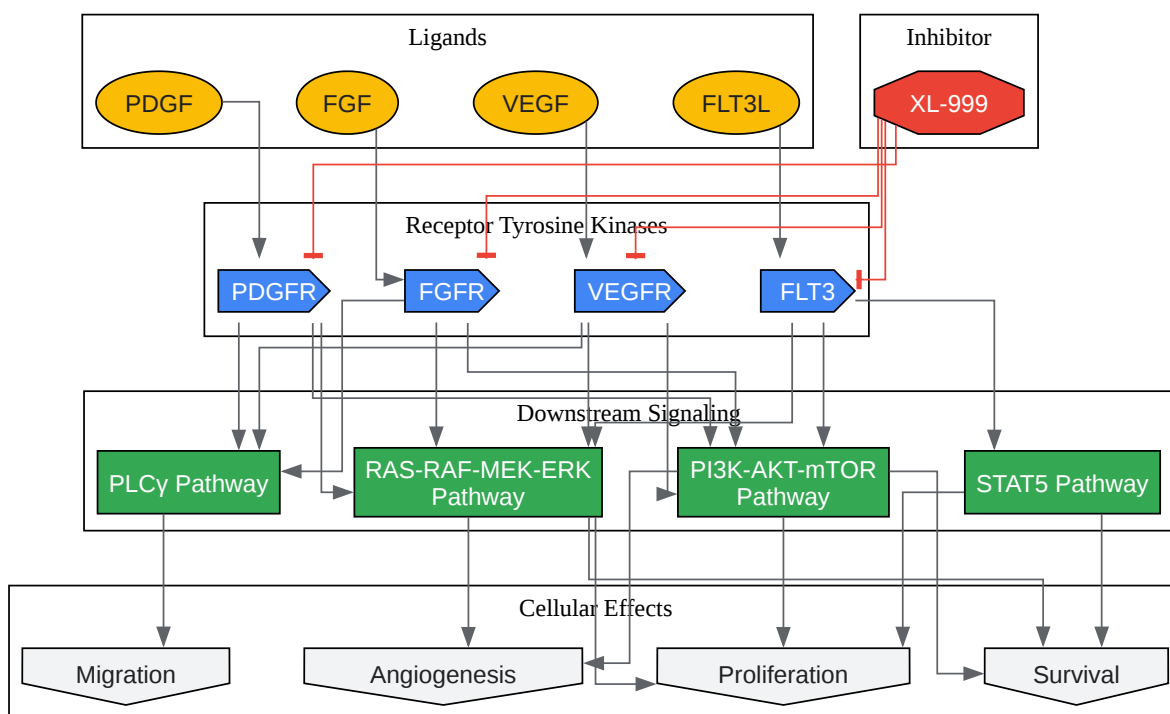 Ligands
Inhibitor
PDGF
FGF
VEGF
FLT3L
XL-999
Receptor Tyrosine Kinases
PDGFR
FGFR
VEGFR
FLT3
Downstream Signaling
PLCγ Pathway
RAS-RAF-MEK-ERK
Pathway
PI3K-AKT-mTOR
Pathway
STAT5 Pathway
Cellular Effects
Migration
Angiogenesis
Proliferation
Survival